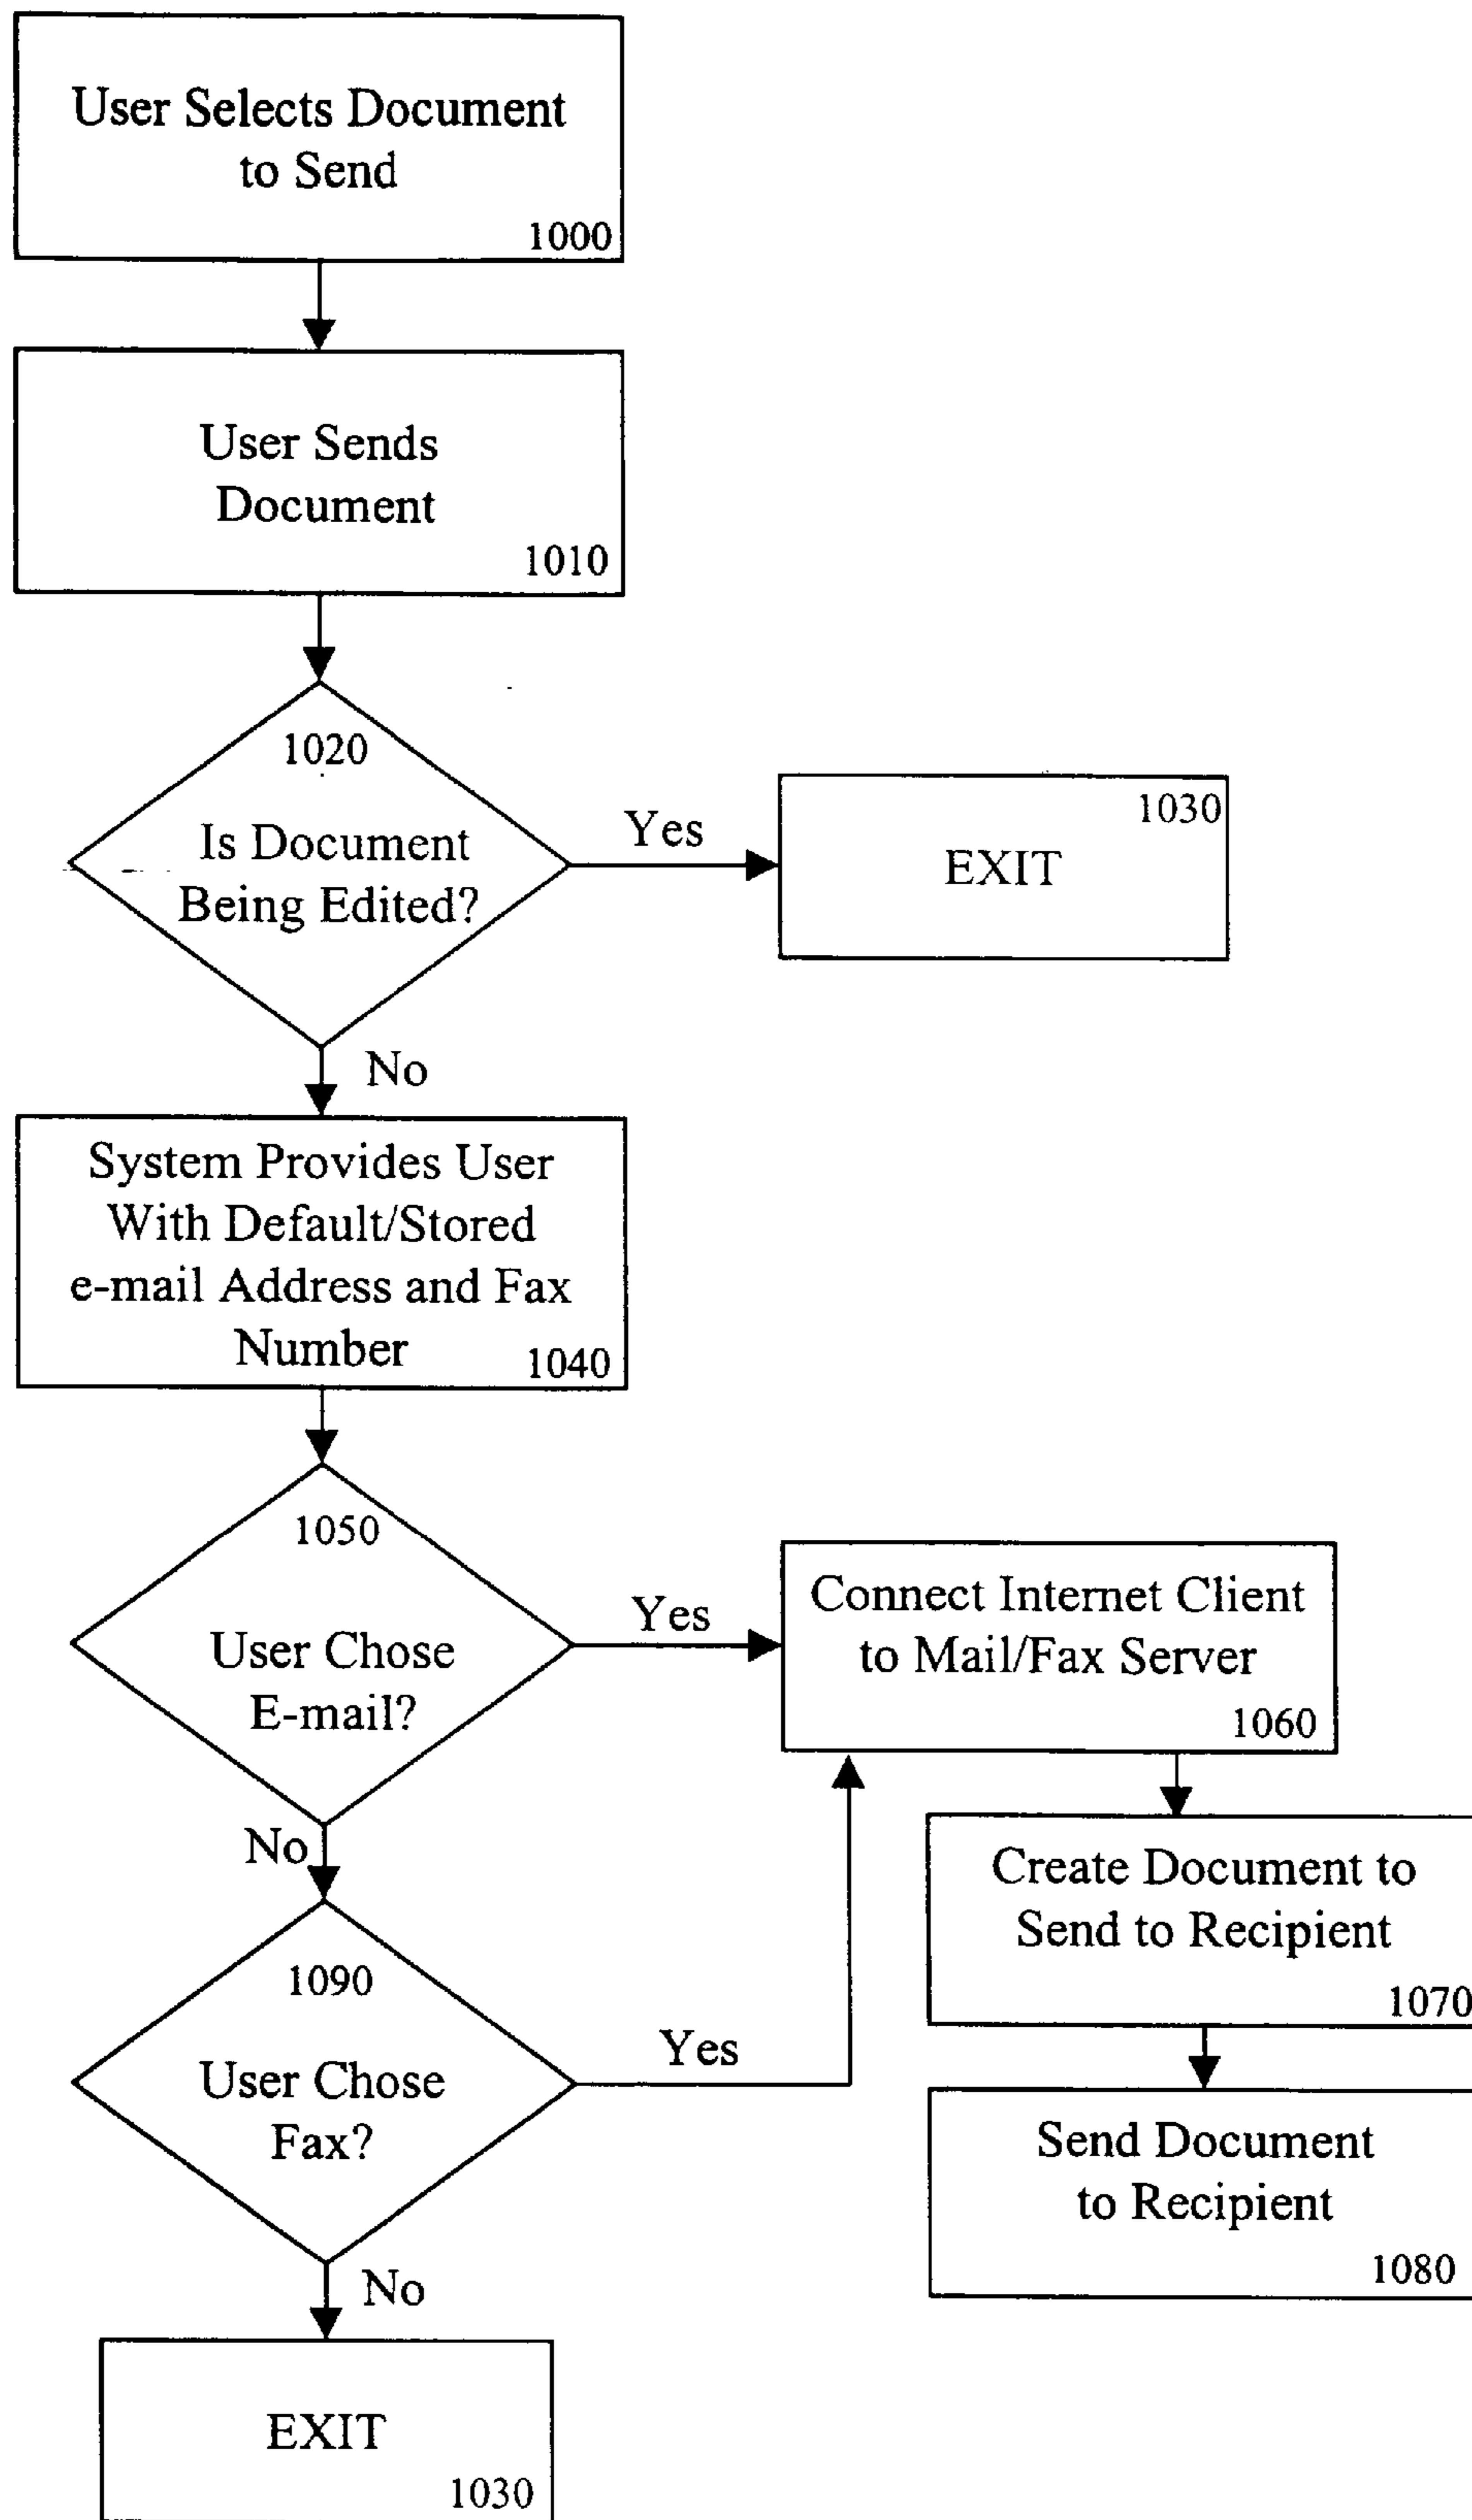 User Selects Document
to Send
1000
User Sends
Document
1010
1020
Is Document
Being Edited?
Yes
1030
EXIT
No
System Provides User
With Default/Stored
e-mail Address and Fax
Number
1040
1050
User Chose
E-mail?
Yes
Connect Internet Client
to Mail/Fax Server
1060
No
Create Document to
Send to Recipient
1070
1090
User Chose
Fax?
Yes
Send Document
to Recipient
1080
No
EXIT
1030